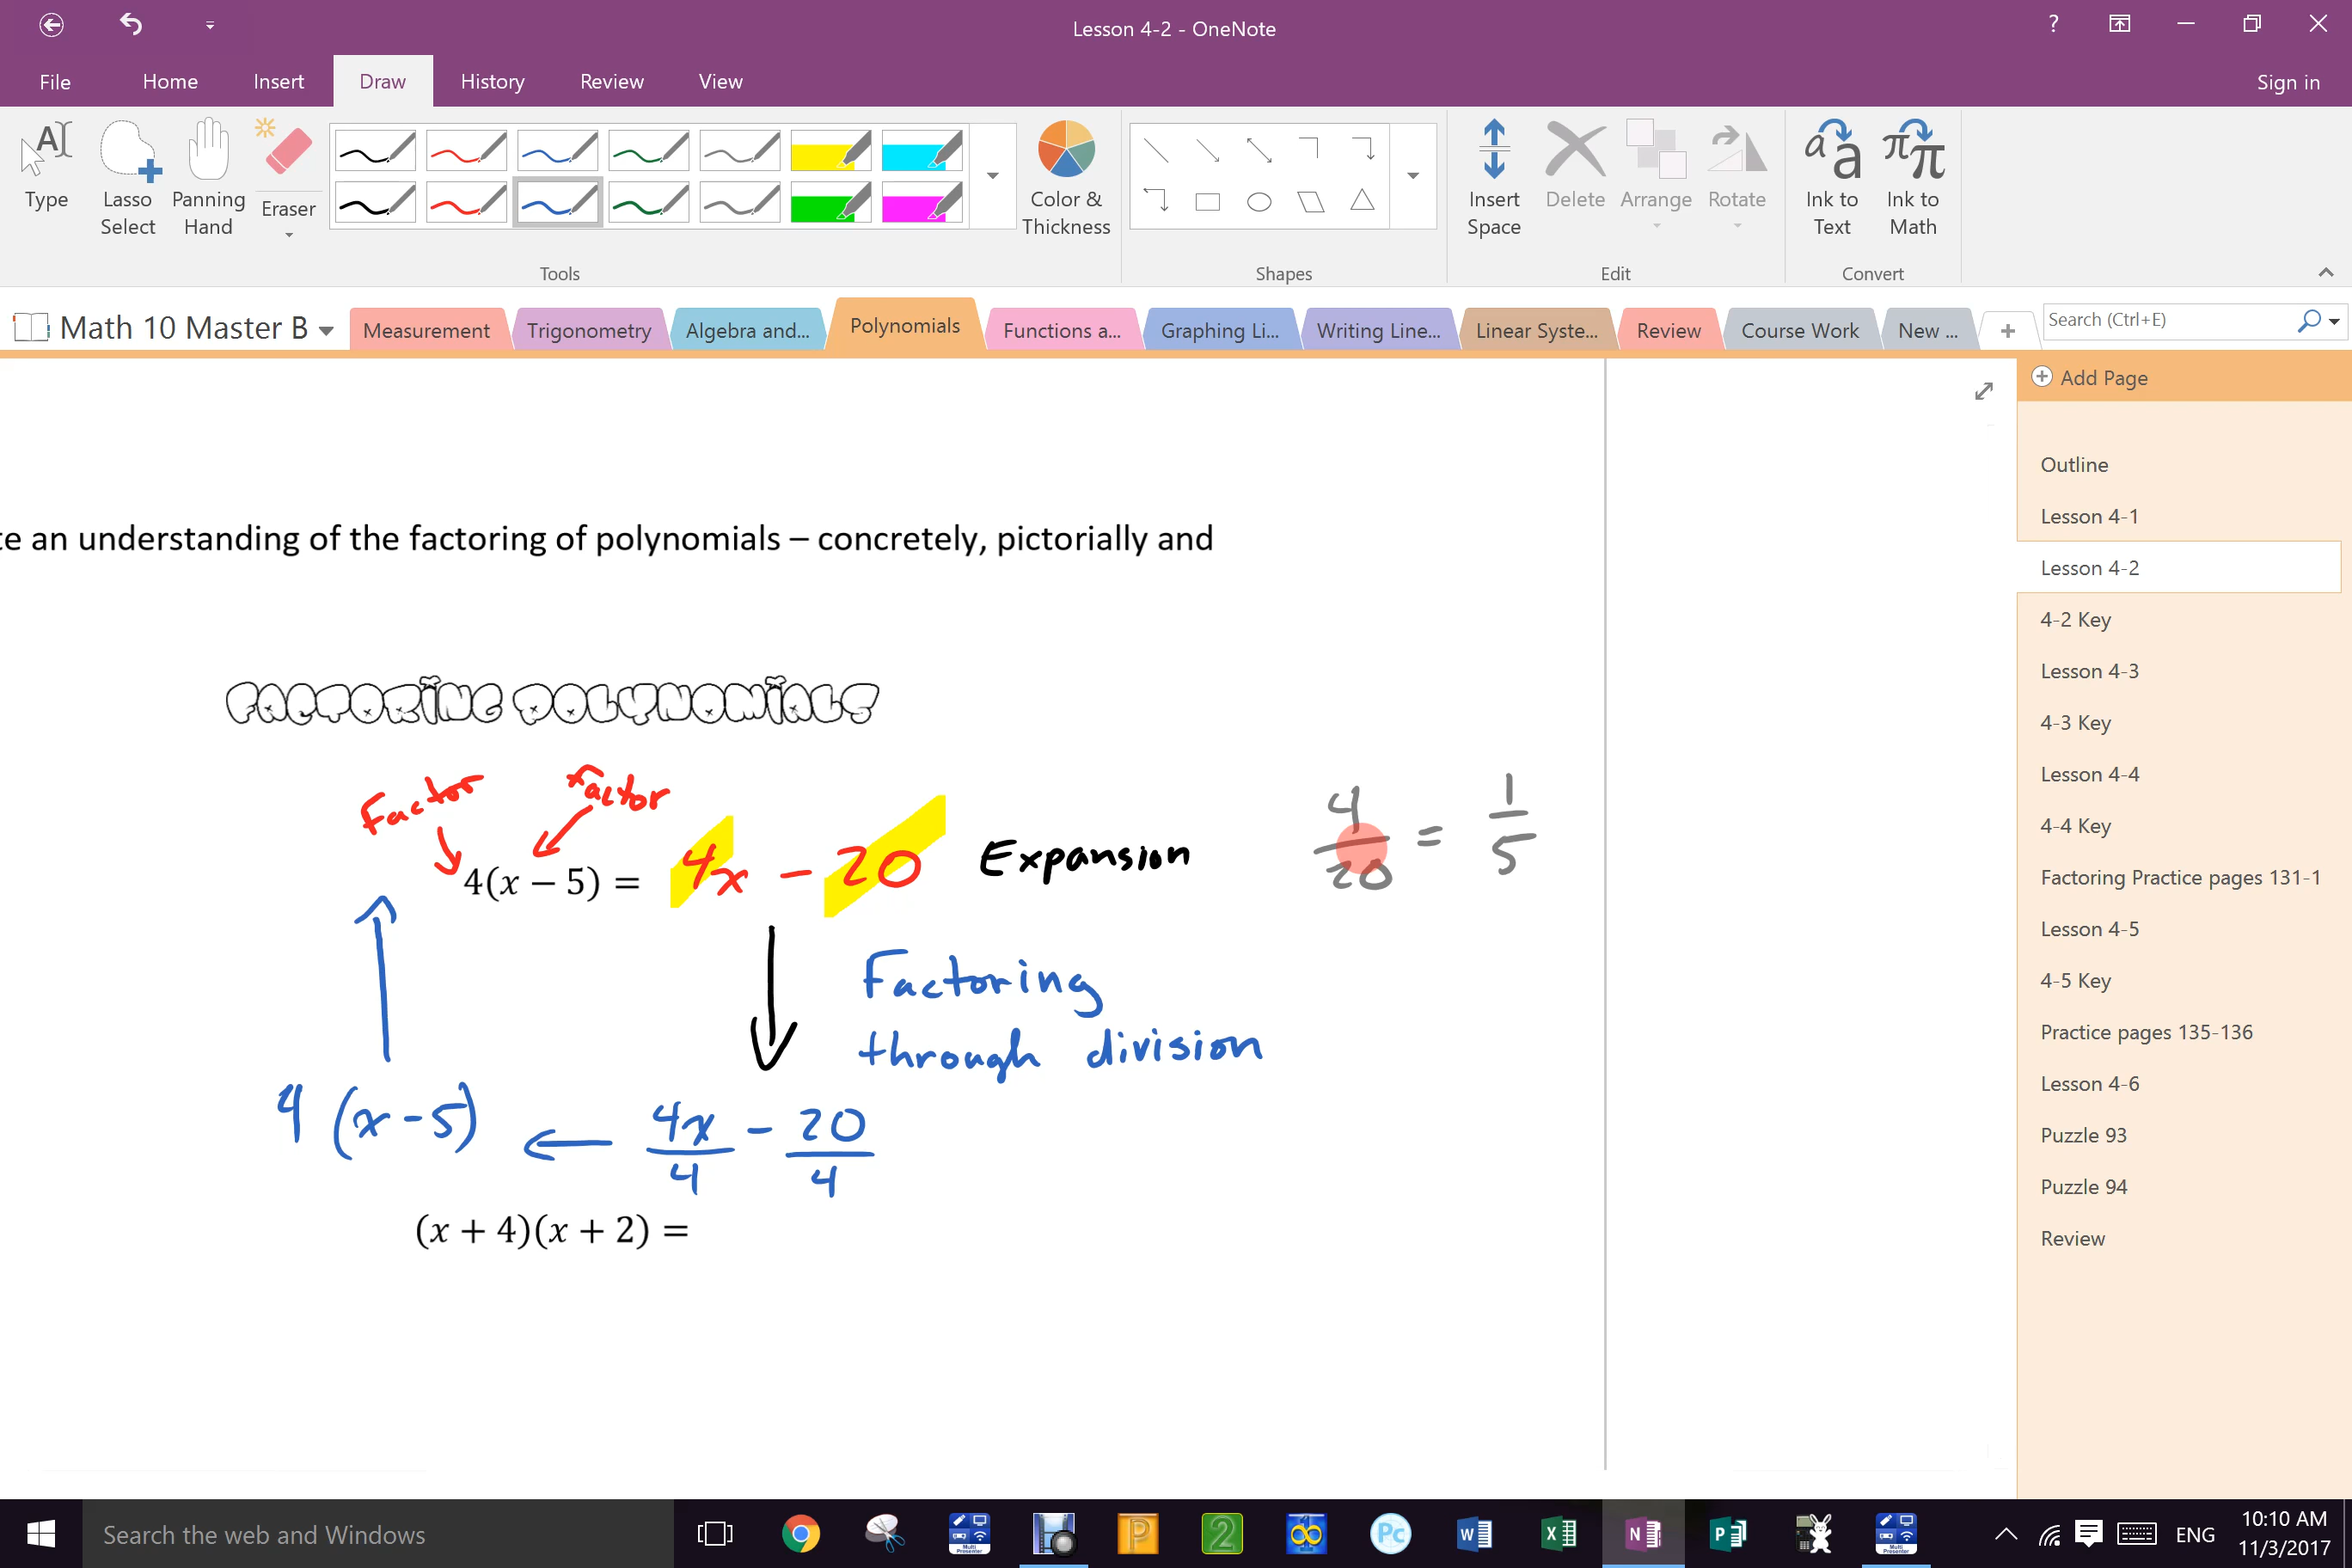 Lesson 4-2 - OneNote
?
File Home Insert Draw History Review View
Sign in
Type
Lasso Select
Panning Hand
Eraser
Color & Thickness
Insert Space
Delete
Arrange
Rotate
Ink to Text
Ink to Math
Tools
Shapes
Edit
Convert
Math 10 Master B
Measurement
Trigonometry
Algebra and...
Polynomials
Functions a...
Graphing Li...
Writing Line...
Linear Syste...
Review
Course Work
New ...
Search (Ctrl+E)
Add Page
Outline
Lesson 4-1
Lesson 4-2
4-2 Key
Lesson 4-3
4-3 Key
Lesson 4-4
4-4 Key
Factoring Practice pages 131-1
Lesson 4-5
4-5 Key
Practice pages 135-136
Lesson 4-6
Puzzle 93
Puzzle 94
Review
te an understanding of the factoring of polynomials – concretely, pictorially and
FACTORING POLYNOMIALS
Factor factor
4(x − 5) = 4x − 20 Expansion
4/20 = 1/5
Factoring
through division
4 (x − 5) ← 4x/4 − 20/4
(x + 4)(x + 2) =
Search the web and Windows
ENG
10:10 AM
11/3/2017